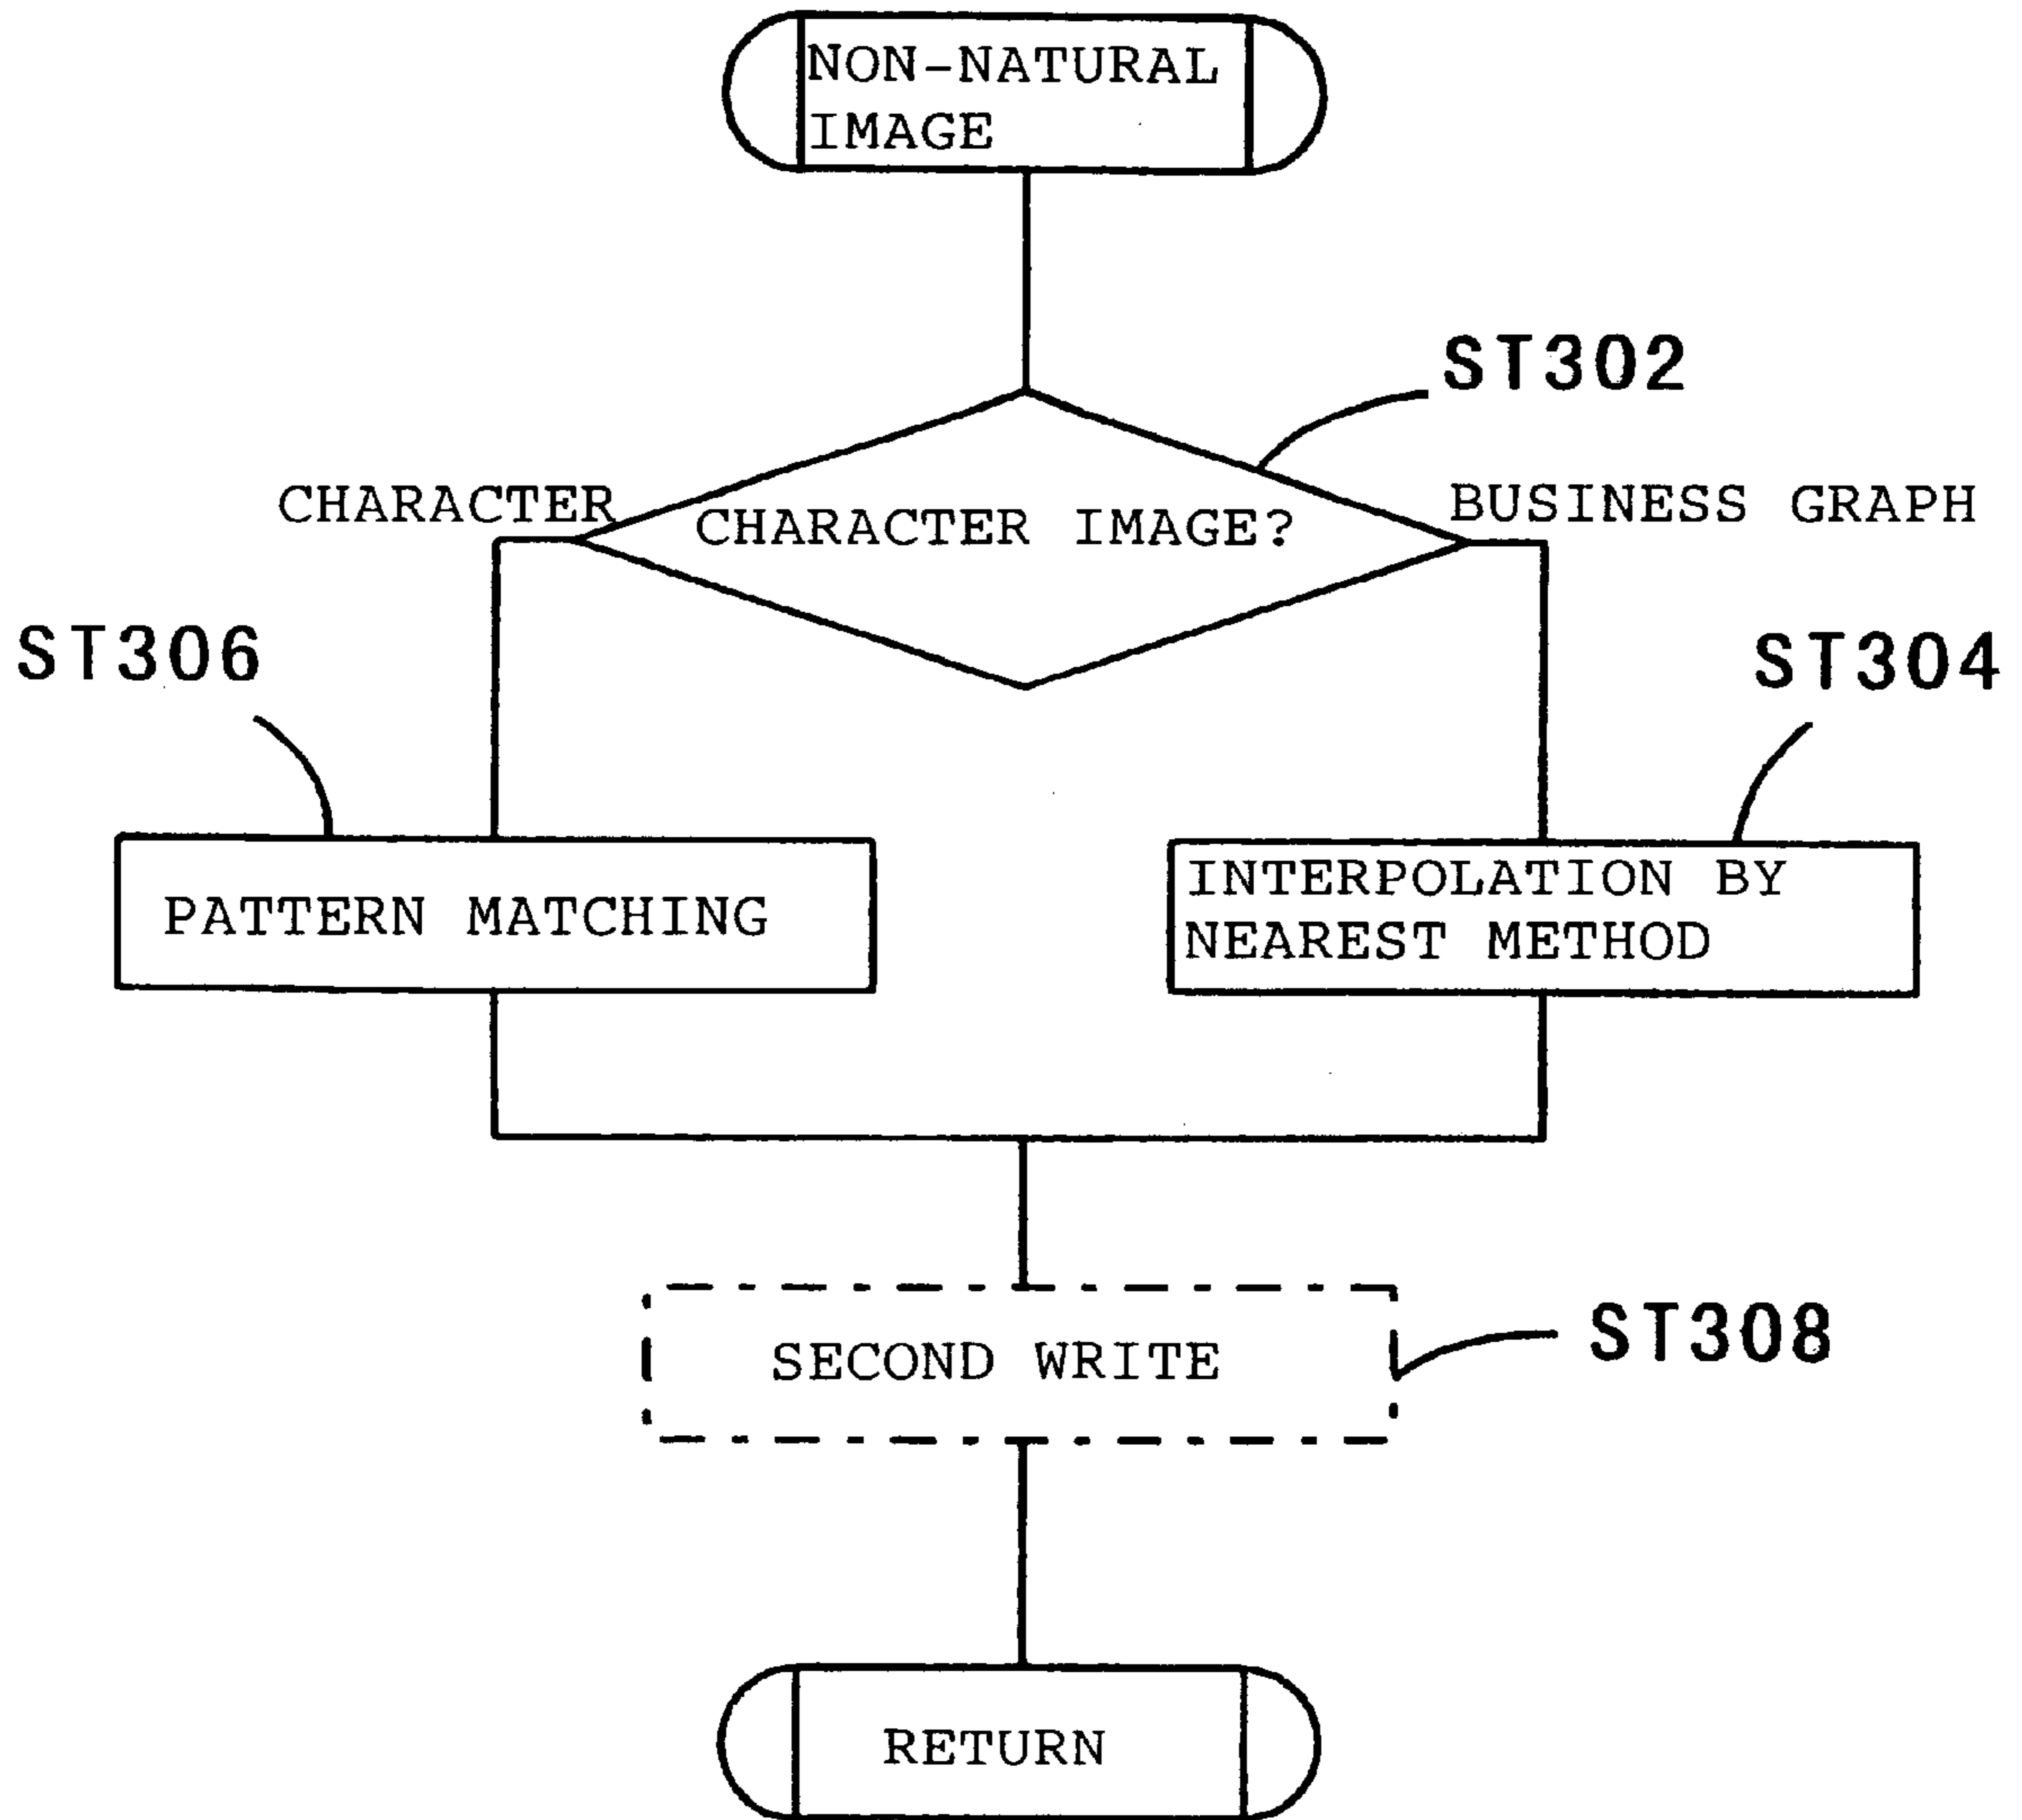 NON-NATURAL
IMAGE
ST302
CHARACTER
CHARACTER IMAGE?
BUSINESS GRAPH
ST306
ST304
PATTERN MATCHING
INTERPOLATION BY
NEAREST METHOD
SECOND WRITE
ST308
RETURN